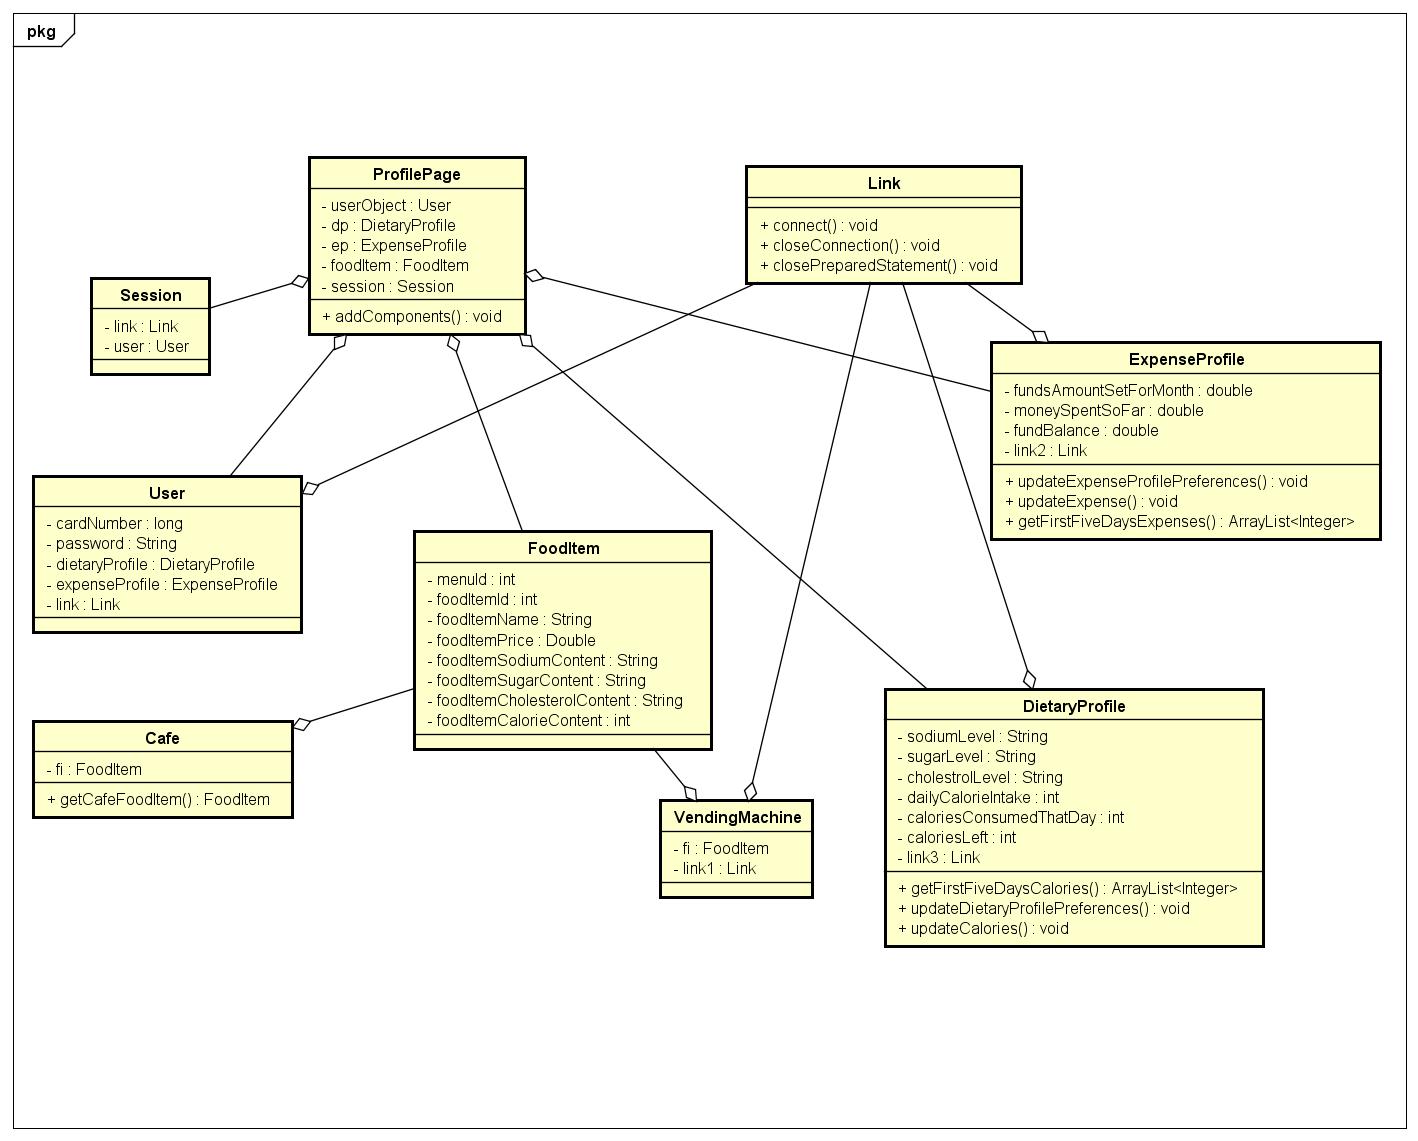 pkg
ProfilePage
- userObject : User
- dp : DietaryProfile
- ep : ExpenseProfile
- foodItem : FoodItem
- session : Session
+ addComponents() : void
Link
+ connect() : void
+ closeConnection() : void
+ closePreparedStatement() : void
Session
- link : Link
- user : User
ExpenseProfile
- fundsAmountSetForMonth : double
- moneySpentSoFar : double
- fundBalance : double
- link2 : Link
+ updateExpenseProfilePreferences() : void
+ updateExpense() : void
+ getFirstFiveDaysExpenses() : ArrayList<Integer>
User
- cardNumber : long
- password : String
- dietaryProfile : DietaryProfile
- expenseProfile : ExpenseProfile
- link : Link
FoodItem
- menuId : int
- foodItemId : int
- foodItemName : String
- foodItemPrice : Double
- foodItemSodiumContent : String
- foodItemSugarContent : String
- foodItemCholesterolContent : String
- foodItemCalorieContent : int
Cafe
- fi : FoodItem
+ getCafeFoodItem() : FoodItem
VendingMachine
- fi : FoodItem
- link1 : Link
DietaryProfile
- sodiumLevel : String
- sugarLevel : String
- cholestrolLevel : String
- dailyCalorieIntake : int
- caloriesConsumedThatDay : int
- caloriesLeft : int
- link3 : Link
+ getFirstFiveDaysCalories() : ArrayList<Integer>
+ updateDietaryProfilePreferences() : void
+ updateCalories() : void